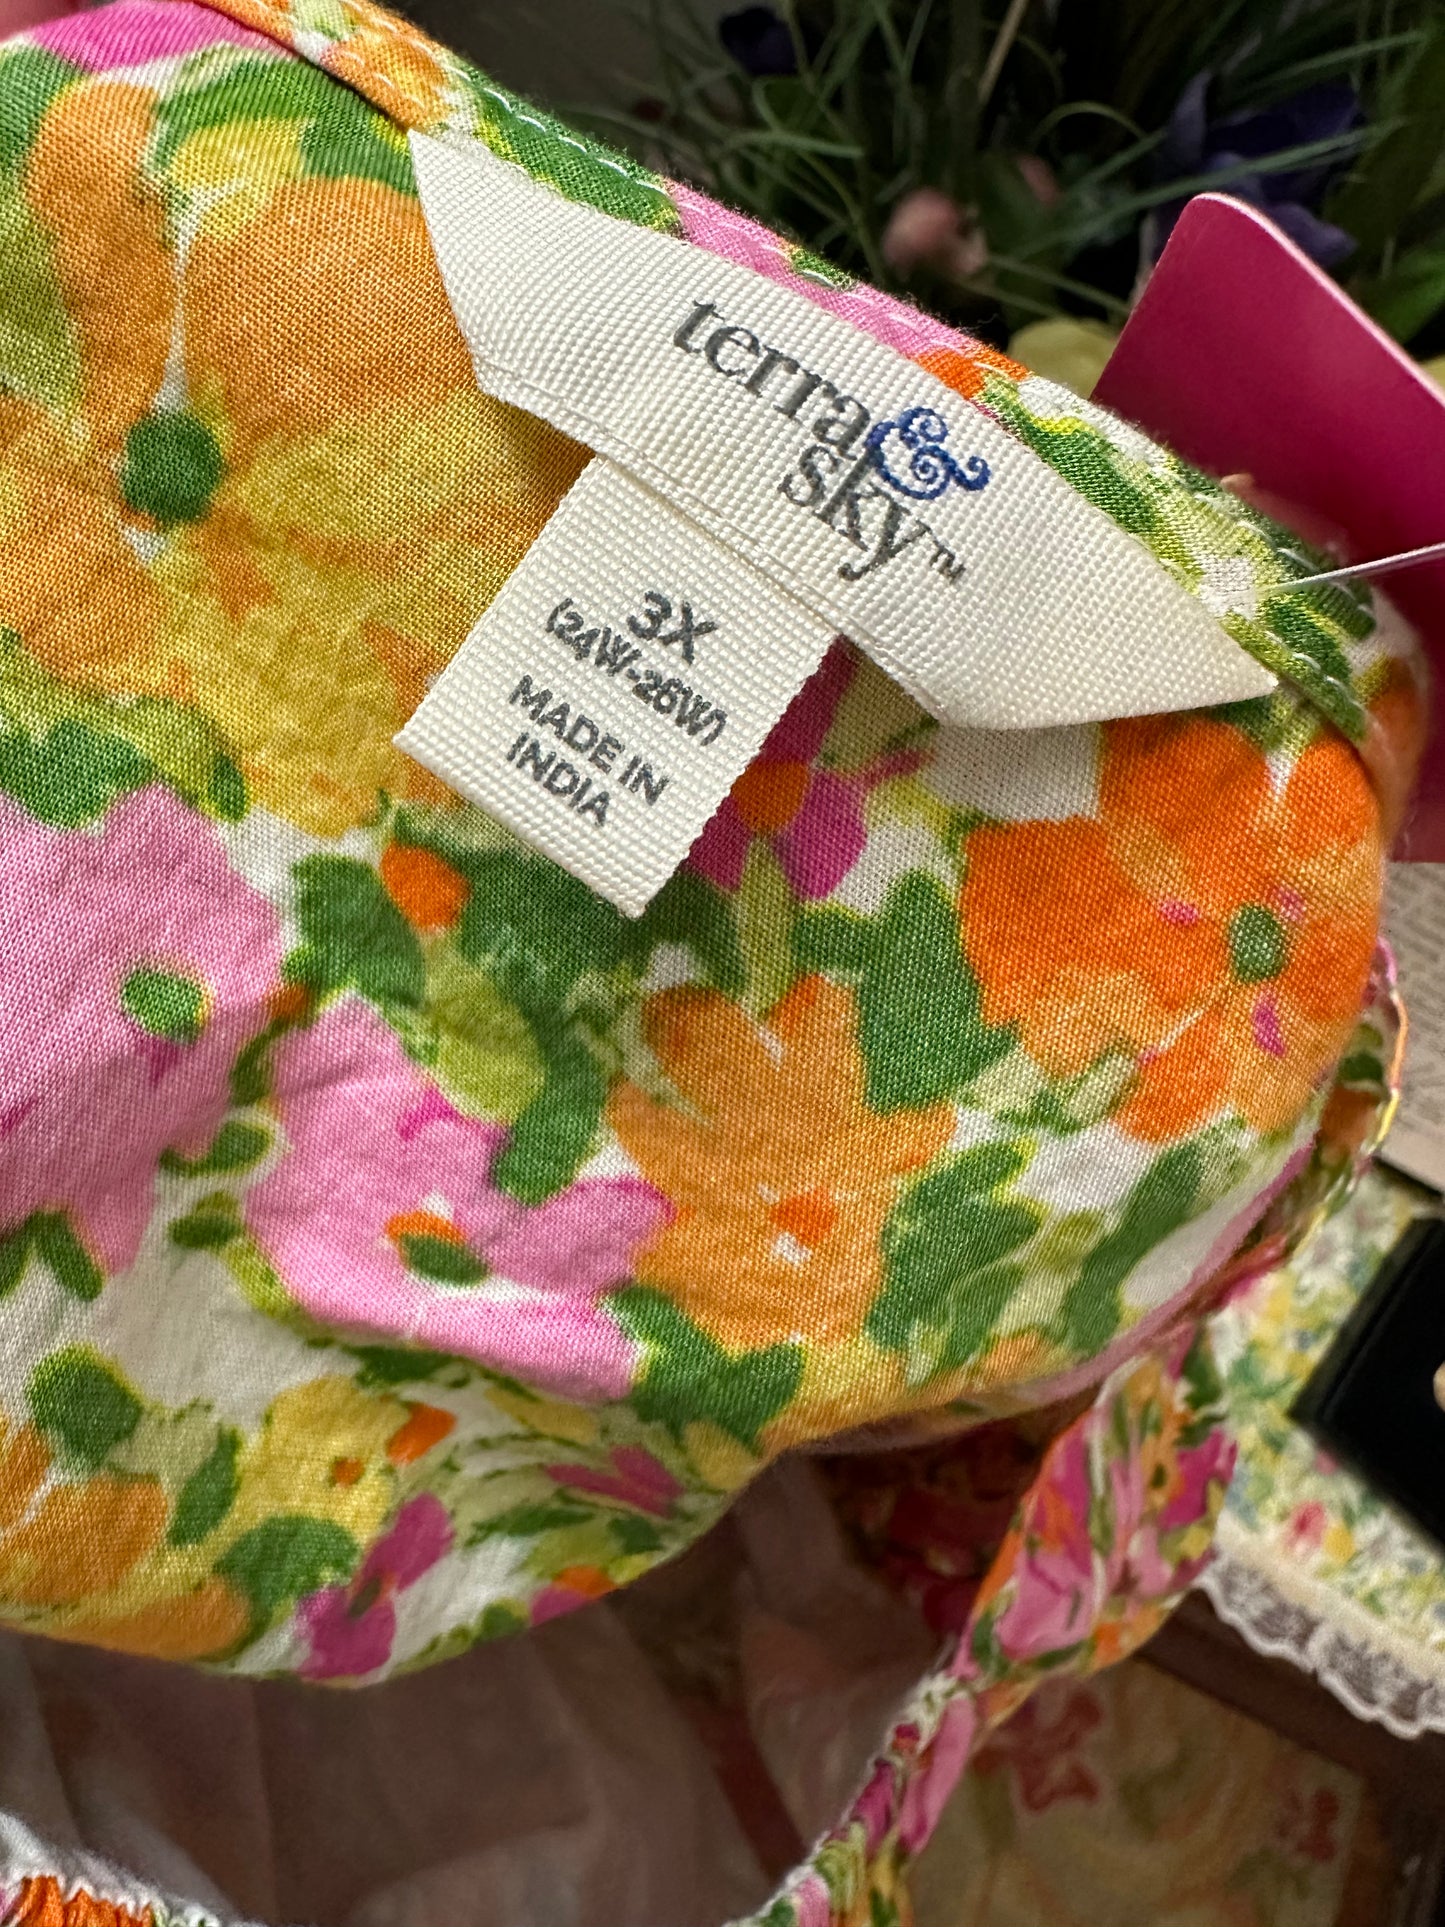 terra &
sky™
3X
(24W-26W)
MADE IN
INDIA